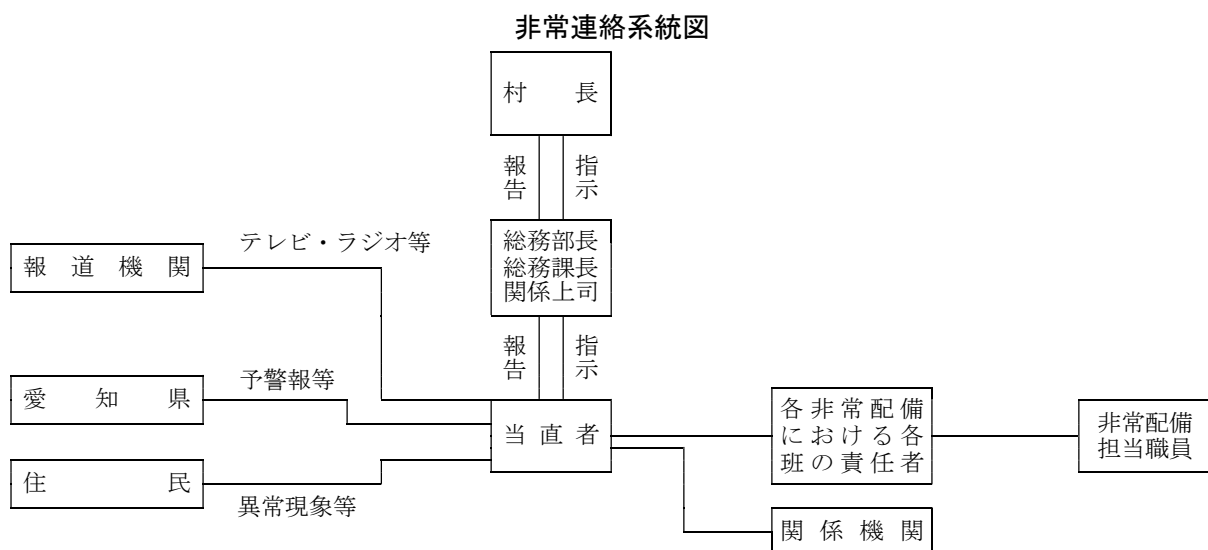 非常連絡系統図
村長
報告
指示
総務部長
総務課長
関係上司
報告
指示
テレビ・ラジオ等
報道機関
予警報等
愛知県
住民
異常現象等
当直者
各非常配備
における各
班の責任者
非常配備
担当職員
関係機関